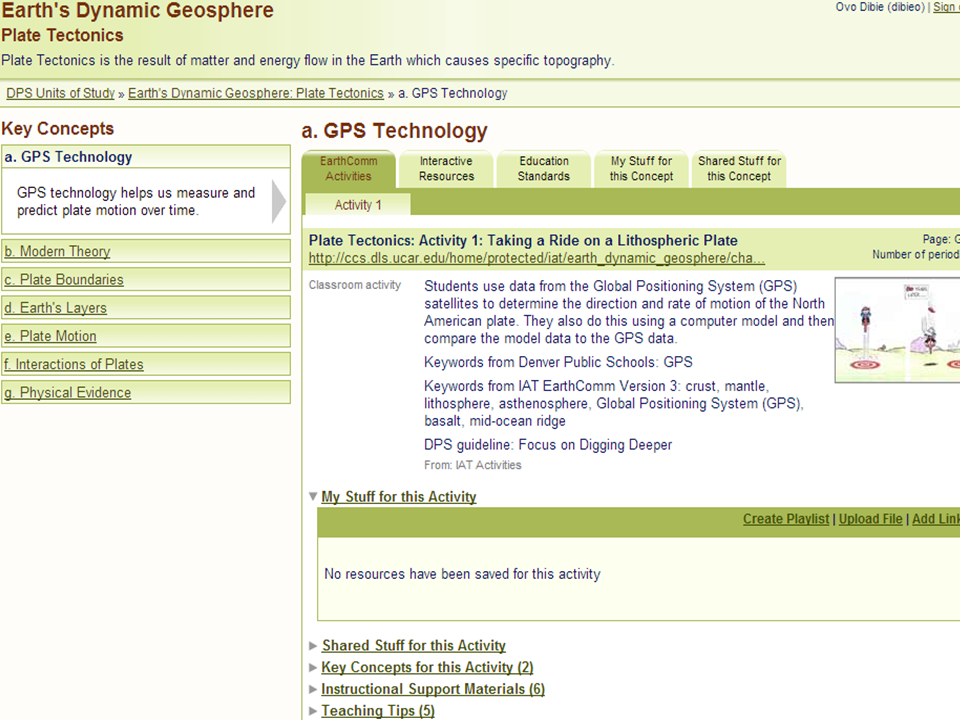 Earth's Dynamic Geosphere
Ovo Dibie (dibieo) | Sign
Plate Tectonics
Plate Tectonics is the result of matter and energy flow in the Earth which causes specific topography.
DPS Units of Study » Earth's Dynamic Geosphere: Plate Tectonics » a. GPS Technology
Key Concepts
a. GPS Technology
GPS technology helps us measure and
predict plate motion over time.
b. Modern Theory
c. Plate Boundaries
d. Earth's Layers
e. Plate Motion
f. Interactions of Plates
g. Physical Evidence
a. GPS Technology
EarthComm
Activities
Interactive
Resources
Education
Standards
My Stuff for
this Concept
Shared Stuff for
this Concept
Activity 1
Plate Tectonics: Activity 1: Taking a Ride on a Lithospheric Plate
http://ccs.dls.ucar.edu/home/protected/iat/earth_dynamic_geosphere/cha...
Page: G
Number of period
Classroom activity
Students use data from the Global Positioning System (GPS)
satellites to determine the direction and rate of motion of the North
American plate. They also do this using a computer model and then
compare the model data to the GPS data.
Keywords from Denver Public Schools: GPS
Keywords from IAT EarthComm Version 3: crust, mantle,
lithosphere, asthenosphere, Global Positioning System (GPS),
basalt, mid-ocean ridge
DPS guideline: Focus on Digging Deeper
From: IAT Activities
My Stuff for this Activity
Create Playlist | Upload File | Add Link
No resources have been saved for this activity
Shared Stuff for this Activity
Key Concepts for this Activity (2)
Instructional Support Materials (6)
Teaching Tips (5)